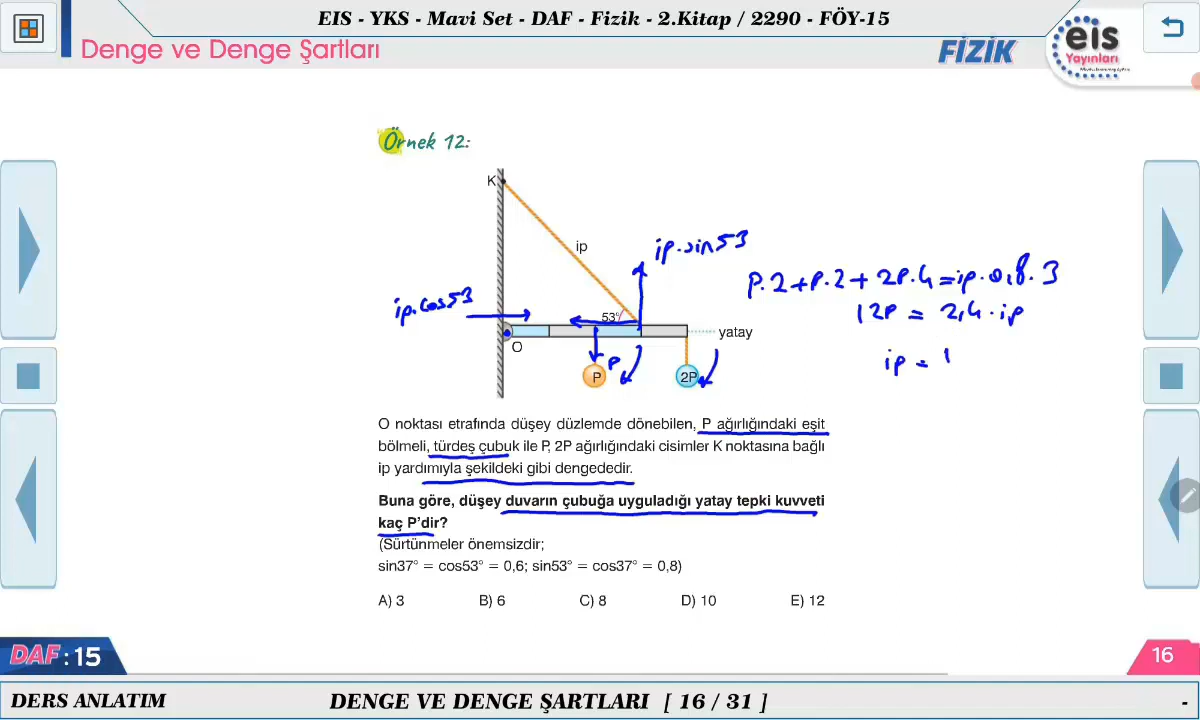 EIS - YKS - Mavi Set - DAF - Fizik - 2.Kitap / 2290 - FÖY-15
Denge ve Denge Şartları
FİZİK
eis
Yayınları
Örnek 12:
K
ip
ip.sin53
P.2+P.2+2P.4=ip.0,8.3
ip.cos53
53°
12P = 2,4.ip
yatay
O
P
ip = 1
P
2P
O noktası etrafında düşey düzlemde dönebilen, P ağırlığındaki eşit
bölmeli, türdeş çubuk ile P, 2P ağırlığındaki cisimler K noktasına bağlı
ip yardımıyla şekildeki gibi dengededir.
Buna göre, düşey duvarın çubuğa uyguladığı yatay tepki kuvveti
kaç P'dir?
(Sürtünmeler önemsizdir;
sin37° = cos53° = 0,6; sin53° = cos37° = 0,8)
A) 3 B) 6 C) 8 D) 10 E) 12
DAF : 15
16
DERS ANLATIM DENGE VE DENGE ŞARTLARI [ 16 / 31 ] -